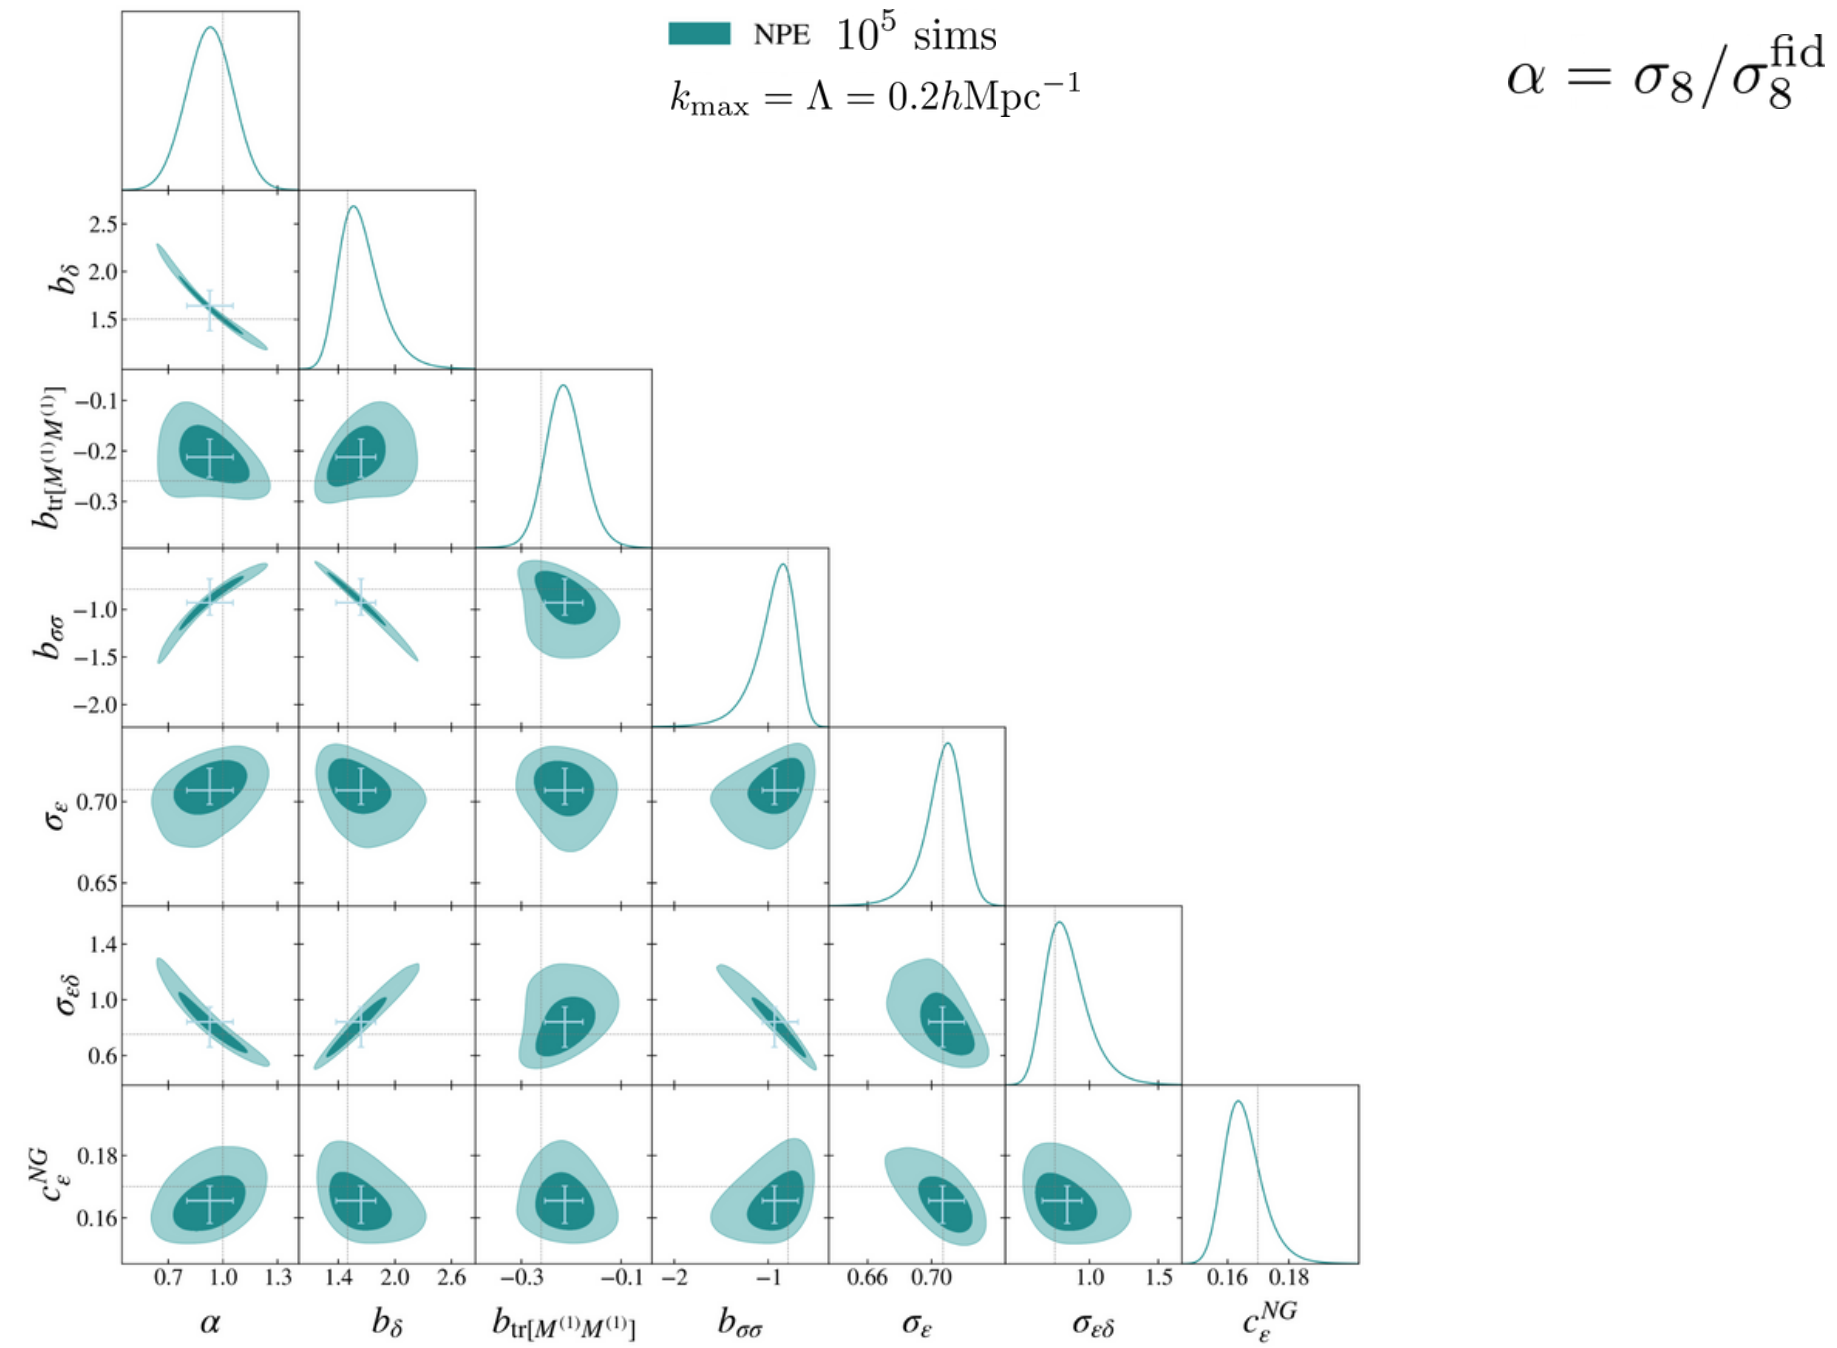 NPE 10⁵ sims
k_max = Λ = 0.2hMpc⁻¹
α = σ₈/σ₈^fid
2.5
2.0
1.5
b_δ
−0.1
−0.2
−0.3
b_tr[M⁽¹⁾M⁽¹⁾]
−1.0
−1.5
−2.0
b_σσ
0.70
0.65
σ_ε
1.4
1.0
0.6
σ_εδ
0.18
0.16
c_ε^NG
0.7 1.0 1.3 1.4 2.0 2.6 −0.3 −0.1 −2 −1 0.66 0.70 1.0 1.5 0.16 0.18
α b_δ b_tr[M⁽¹⁾M⁽¹⁾] b_σσ σ_ε σ_εδ c_ε^NG